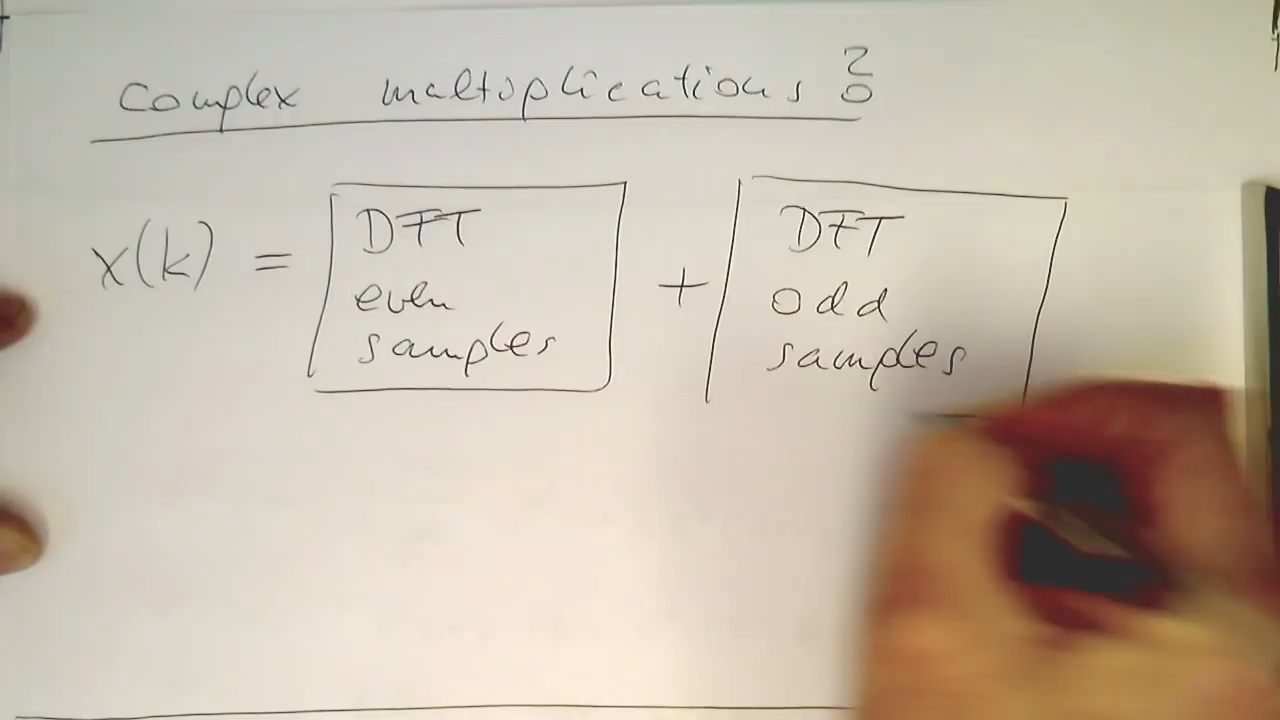 complex multiplications ?
X(k) = DFT even samples + DFT odd samples